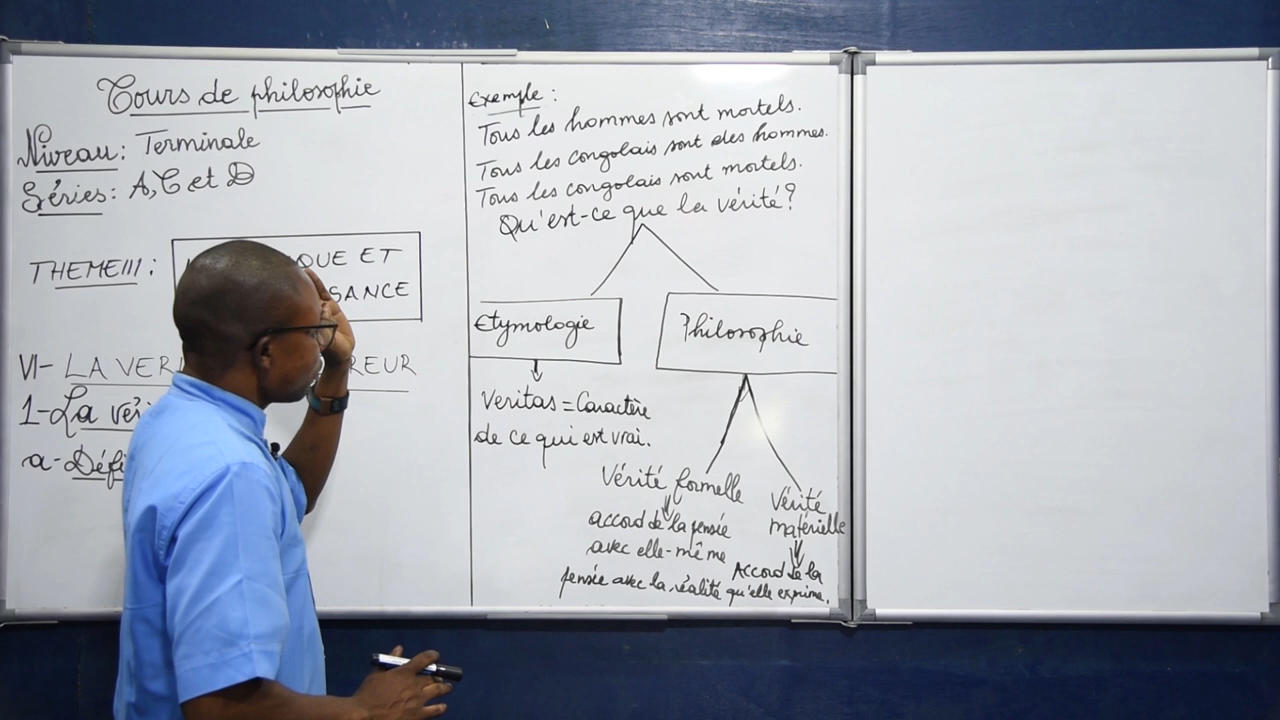 Cours de philosophie
Niveau: Terminale
Séries: A, C et D
THEME III:
QUE ET
SANCE
VI- LA VER REUR
1- La véri
a- Défi
Exemple:
Tous les hommes sont mortels.
Tous les congolais sont des hommes.
Tous les congolais sont mortels.
Qu'est-ce que la vérité?
Etymologie
Philosophie
Veritas = Caractère
de ce qui est vrai.
Vérité formelle
accord de la pensée
avec elle-même
Vérité
matérielle
Accord de la
pensée avec la réalité qu'elle exprime.